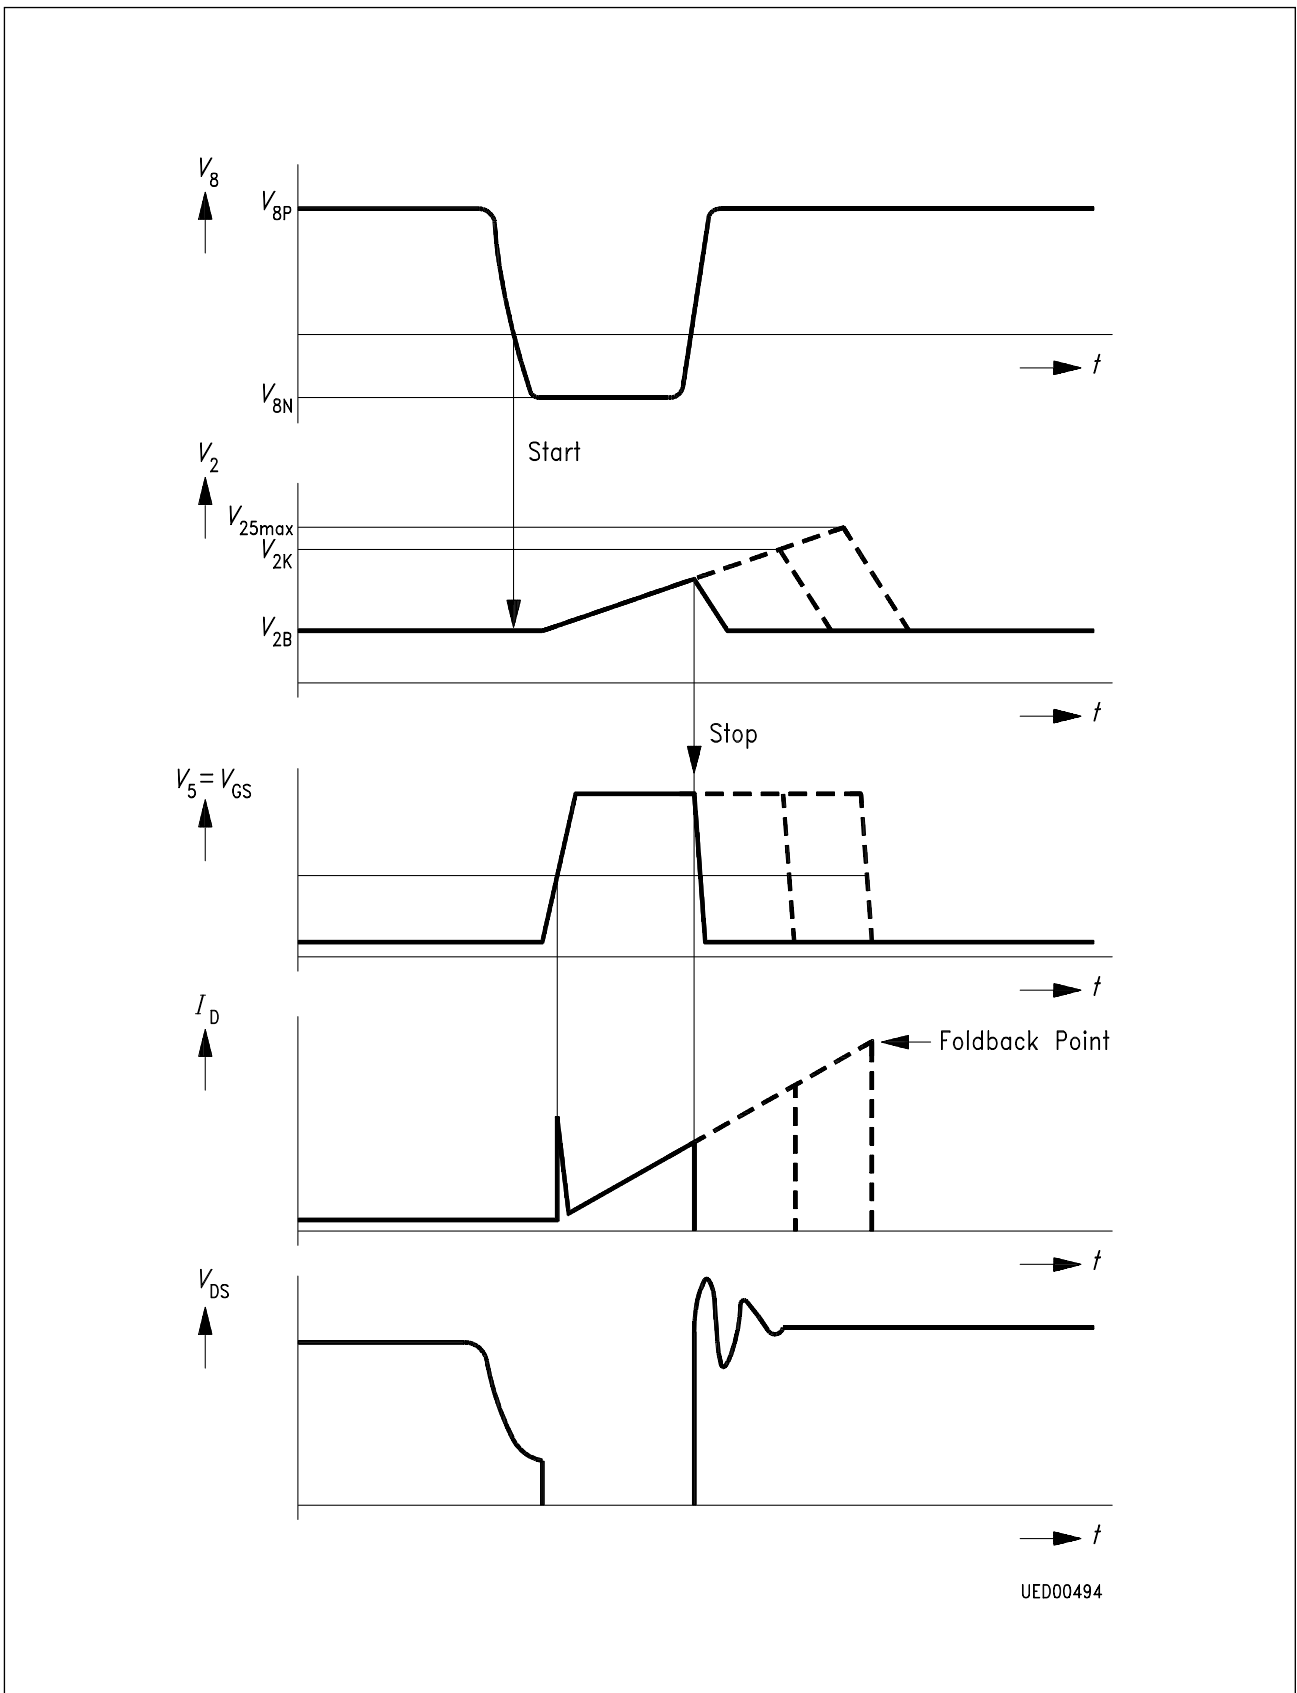 V8
V8P
t
V8N
Start
V2
V25max
V2K
V2B
t
Stop
V5=VGS
t
ID
Foldback Point
t
VDS
t
UED00494